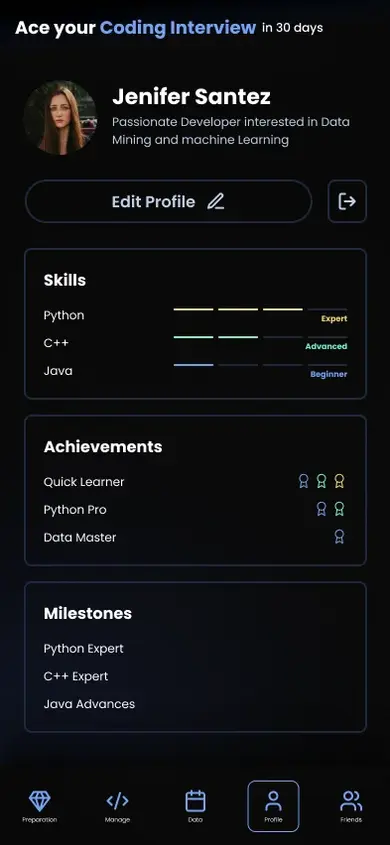 Ace your Coding Interview in 30 days
Jenifer Santez
Passionate Developer interested in Data
Mining and machine Learning
Edit Profile
Skills
Python
Expert
C++
Advanced
Java
Beginner
Achievements
Quick Learner
Python Pro
Data Master
Milestones
Python Expert
C++ Expert
Java Advances
Preparation Manage Data Profile Friends